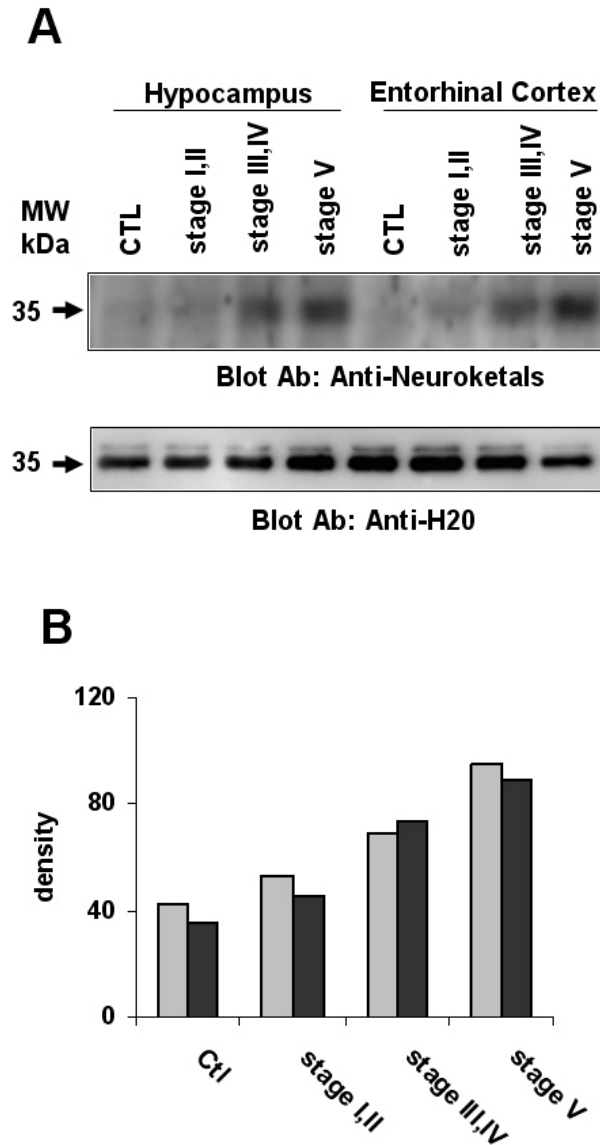 A
Hypocampus Entorhinal Cortex
MW
kDa
CTL stage I,II stage III,IV stage V CTL stage I,II stage III,IV stage V
35
Blot Ab: Anti-Neuroketals
35
Blot Ab: Anti-H20
B
120
80
40
0
density
Ctl stage I,II stage III,IV stage V